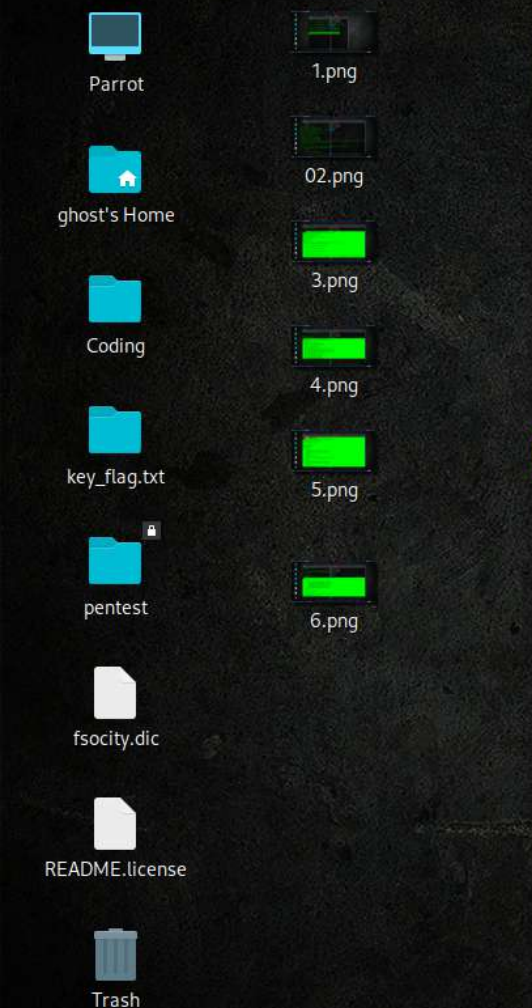 Parrot
ghost's Home
Coding
key_flag.txt
pentest
fsocity.dic
README.license
Trash
1.png
02.png
3.png
4.png
5.png
6.png